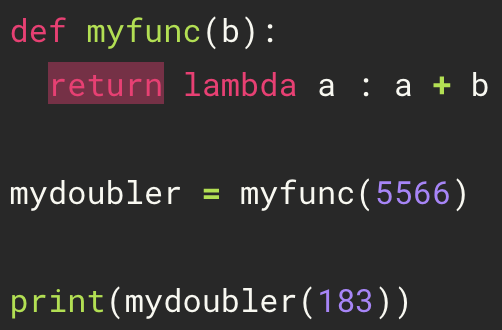 def myfunc(b):
  return lambda a : a + b
mydoubler = myfunc(5566)
print(mydoubler(183))